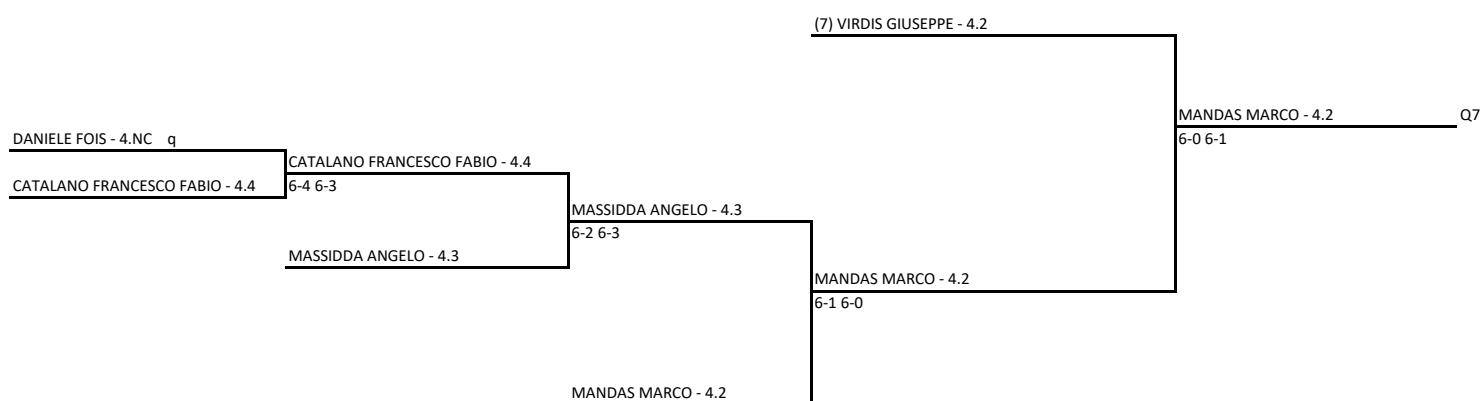 (7) VIRDIS GIUSEPPE - 4.2
MANDAS MARCO - 4.2
Q7
6-0 6-1
DANIELE FOIS - 4.NC q
CATALANO FRANCESCO FABIO - 4.4
CATALANO FRANCESCO FABIO - 4.4
6-4 6-3
MASSIDDA ANGELO - 4.3
6-2 6-3
MASSIDDA ANGELO - 4.3
MANDAS MARCO - 4.2
6-1 6-0
MANDAS MARCO - 4.2